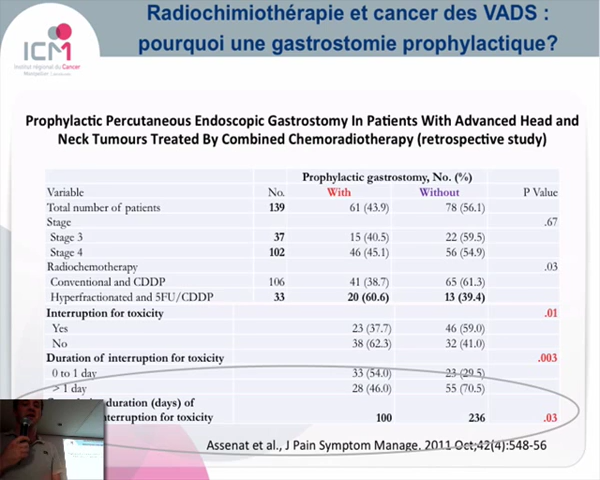 Radiochimiothérapie et cancer des VADS :
pourquoi une gastrostomie prophylactique?
ICM
Institut régional du Cancer
Montpellier
Prophylactic Percutaneous Endoscopic Gastrostomy In Patients With Advanced Head and
Neck Tumours Treated By Combined Chemoradiotherapy (retrospective study)
Prophylactic gastrostomy, No. (%)
Variable No. With Without P Value
Total number of patients 139 61 (43.9) 78 (56.1)
Stage .67
Stage 3 37 15 (40.5) 22 (59.5)
Stage 4 102 46 (45.1) 56 (54.9)
Radiochemotherapy .03
Conventional and CDDP 106 41 (38.7) 65 (61.3)
Hyperfractionated and 5FU/CDDP 33 20 (60.6) 13 (39.4)
Interruption for toxicity .01
Yes 23 (37.7) 46 (59.0)
No 38 (62.3) 32 (41.0)
Duration of interruption for toxicity .003
0 to 1 day 33 (54.0) 23 (29.5)
> 1 day 28 (46.0) 55 (70.5)
duration (days) of
interruption for toxicity 100 236 .03
Assenat et al., J Pain Symptom Manage. 2011 Oct;42(4):548-56